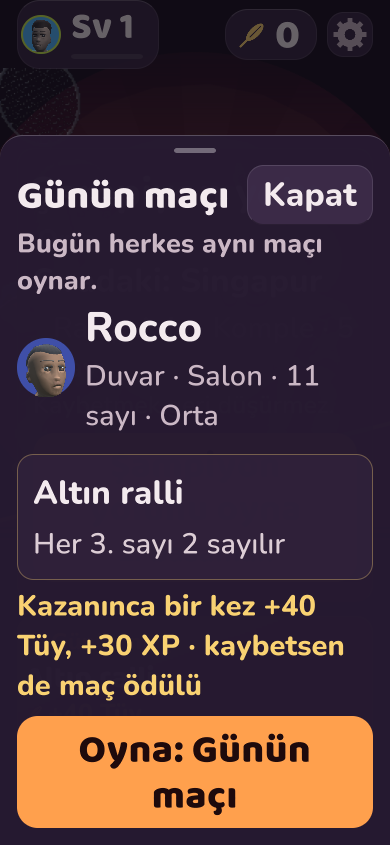 Sv 1
0
Günün maçı
Kapat
Bugün herkes aynı maçı
oynar.
Rocco
Duvar · Salon · 11
sayı · Orta
Altın ralli
Her 3. sayı 2 sayılır
Kazanınca bir kez +40
Tüy, +30 XP · kaybetsen
de maç ödülü
Oyna: Günün
maçı